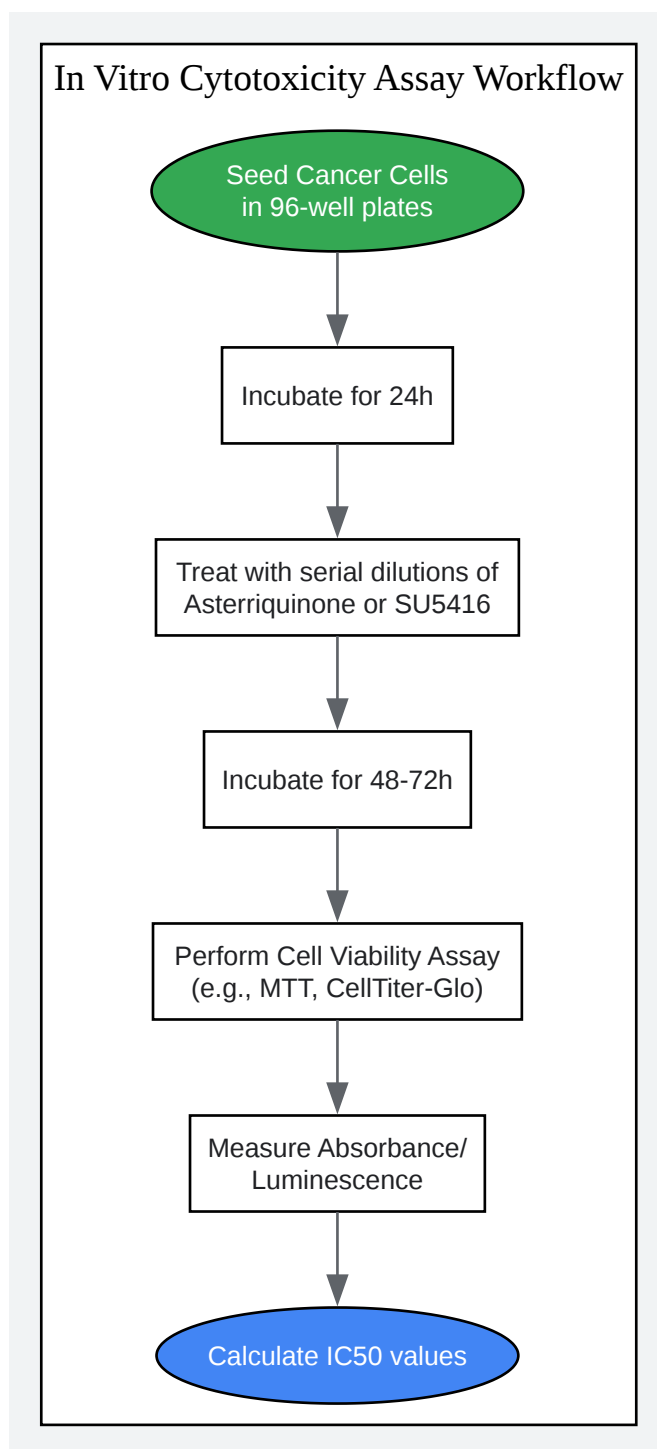 In Vitro Cytotoxicity Assay Workflow
Seed Cancer Cells
in 96-well plates
Incubate for 24h
Treat with serial dilutions of
Asterriquinone or SU5416
Incubate for 48-72h
Perform Cell Viability Assay
(e.g., MTT, CellTiter-Glo)
Measure Absorbance/
Luminescence
Calculate IC50 values